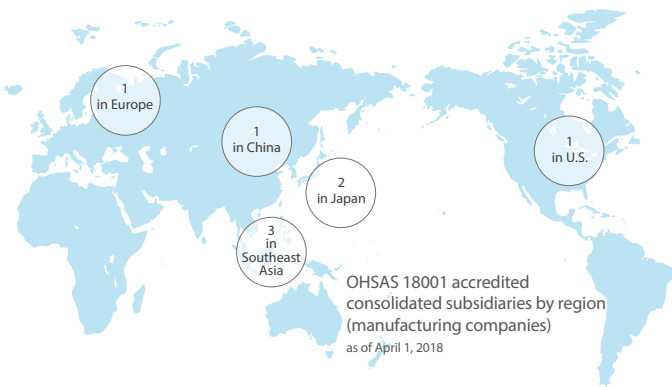 1
in Europe
1
in China
1
in U.S.
2
in Japan
3
in
Southeast
Asia
OHSAS 18001 accredited
consolidated subsidiaries by region
(manufacturing companies)
as of April 1, 2018